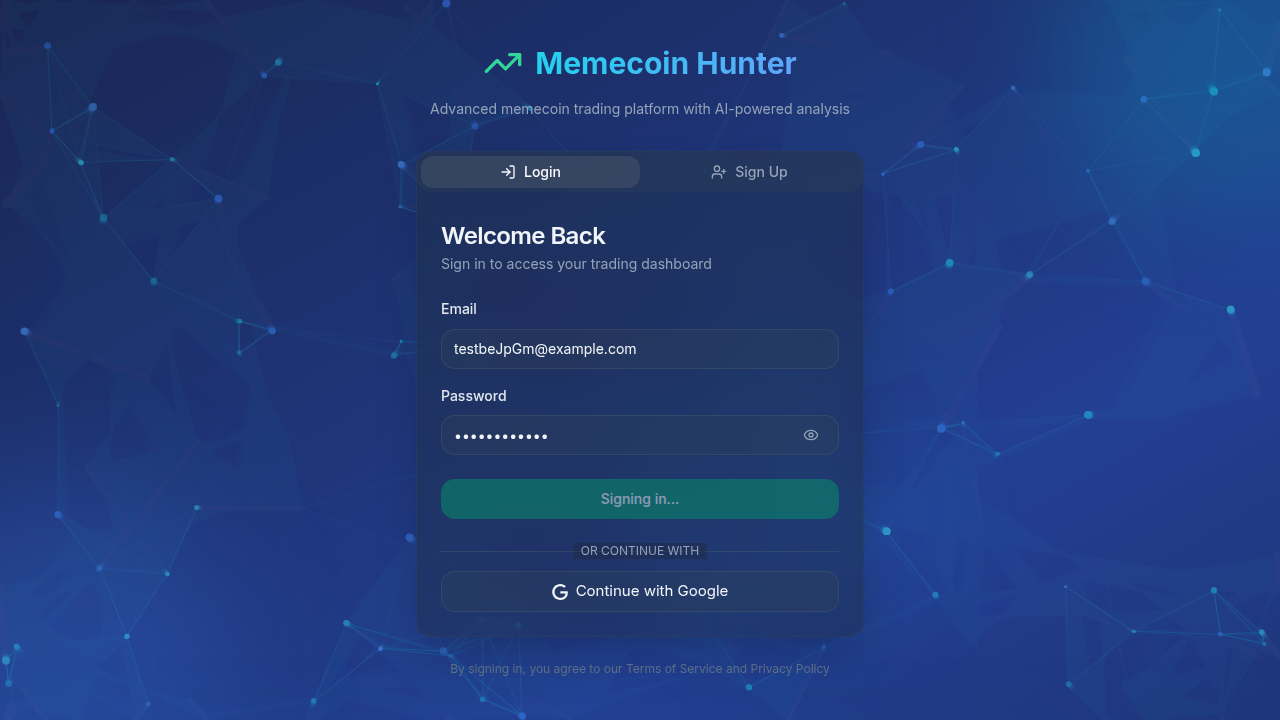 Memecoin Hunter
Advanced memecoin trading platform with AI-powered analysis
Login
Sign Up
Welcome Back
Sign in to access your trading dashboard
Email
testbeJpGm@example.com
Password
••••••••••••
Signing in...
OR CONTINUE WITH
Continue with Google
By signing in, you agree to our Terms of Service and Privacy Policy